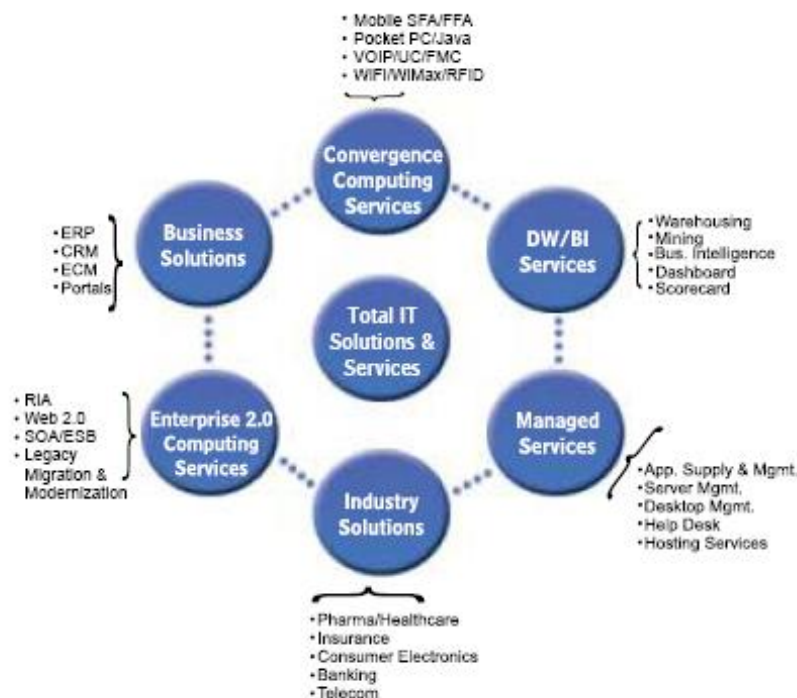 • Mobile SFA/FFA
• Pocket PC/Java
• VOIP/UC/FMC
• WIFI/WIMax/RFID
Convergence
Computing
Services
Business
Solutions
• ERP
• CRM
• ECM
• Portals
DW/BI
Services
• Warehousing
• Mining
• Bus. Intelligence
• Dashboard
• Scorecard
Total IT
Solutions &
Services
• RIA
• Web 2.0
• SOA/ESB
• Legacy
Migration &
Modernization
Enterprise 2.0
Computing
Services
Managed
Services
• App. Supply & Mgmt.
• Server Mgmt.
• Desktop Mgmt.
• Help Desk
• Hosting Services
Industry
Solutions
• Pharma/Healthcare
• Insurance
• Consumer Electronics
• Banking
• Telecom